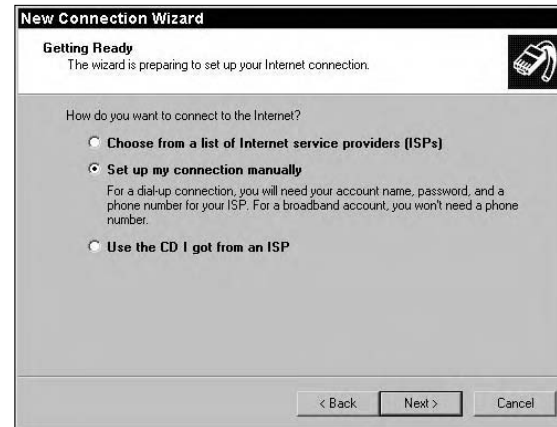 New Connection Wizard
Getting Ready
The wizard is preparing to set up your Internet connection.
How do you want to connect to the Internet?
Choose from a list of Internet service providers (ISPs)
Set up my connection manually
For a dial-up connection, you will need your account name, password, and a
phone number for your ISP. For a broadband account, you won't need a phone
number.
Use the CD I got from an ISP
< Back
Next >
Cancel